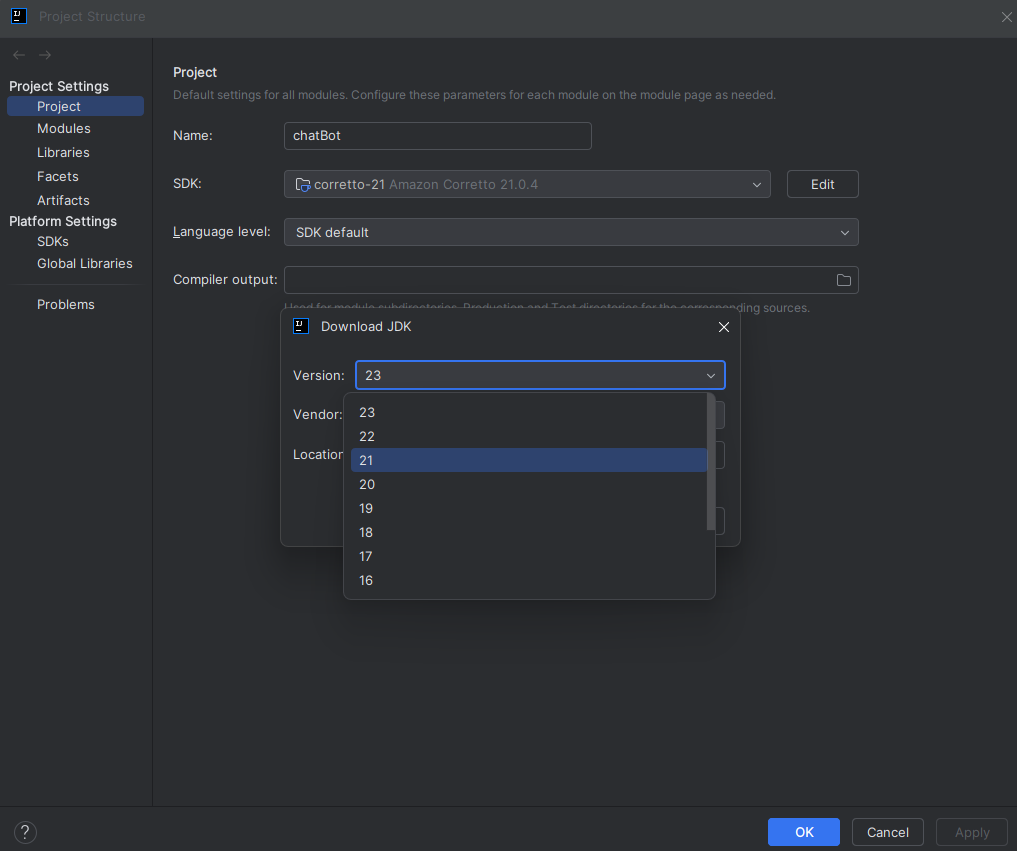 Project Structure
Project Settings
Project
Modules
Libraries
Facets
Artifacts
Platform Settings
SDKs
Global Libraries
Problems
Project
Default settings for all modules. Configure these parameters for each module on the module page as needed.
Name: chatBot
SDK: corretto-21 Amazon Corretto 21.0.4 Edit
Language level: SDK default
Compiler output:
Used for module subdirectories, Production and Test directories for the corresponding sources.
Download JDK
Version: 23
Vendor:
Location
23
22
21
20
19
18
17
16
?
OK Cancel Apply